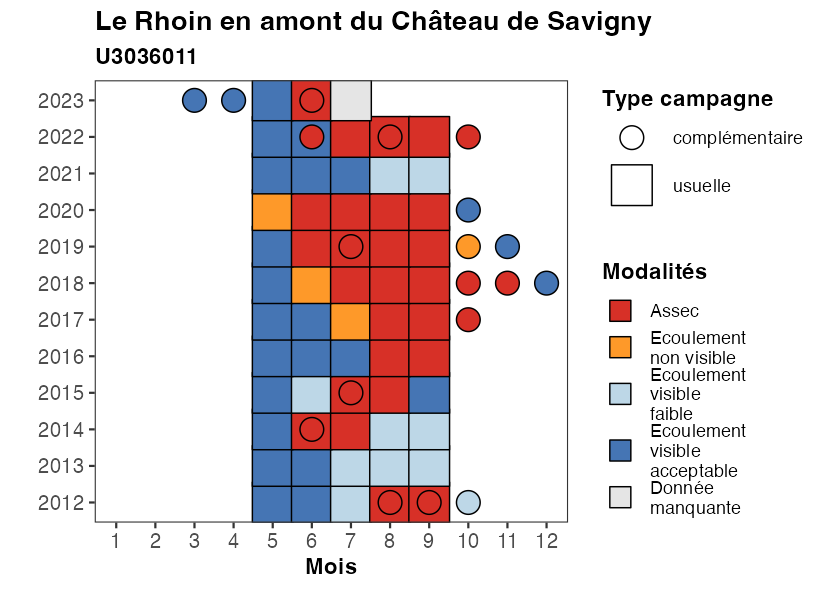 Le Rhoin en amont du Château de Savigny
U3036011
2023
2022
2021
2020
2019
2018
2017
2016
2015
2014
2013
2012
1 2 3 4 5 6 7 8 9 10 11 12
Mois
Type campagne
complémentaire
usuelle
Modalités
Assec
Ecoulement
non visible
Ecoulement
visible
faible
Ecoulement
visible
acceptable
Donnée
manquante